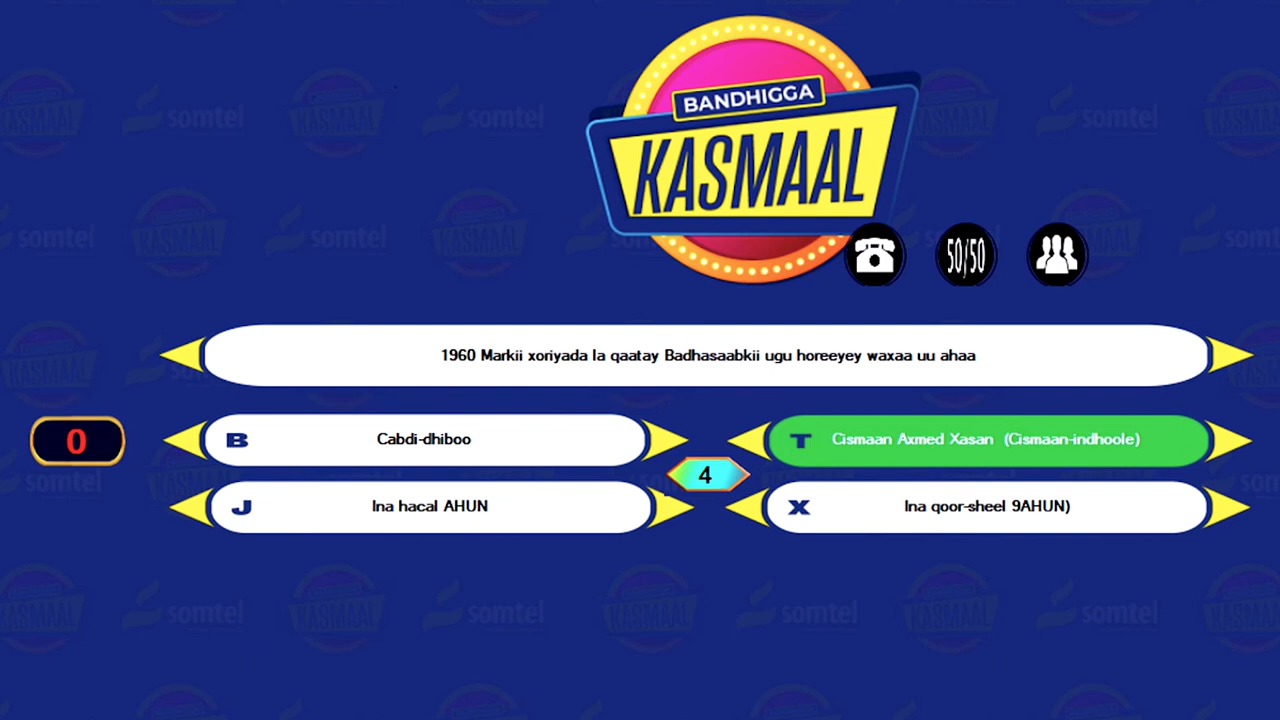 BANDHIGGA
KASMAAL
50/50
1960 Markii xoriyada la qaatay Badhasaabkii ugu horeeyey waxaa uu ahaa
0
B Cabdi-dhiboo
T Cismaan Axmed Xasan (Cismaan-indhoole)
4
J Ina hacal AHUN
X Ina qoor-sheel 9AHUN)
somtel